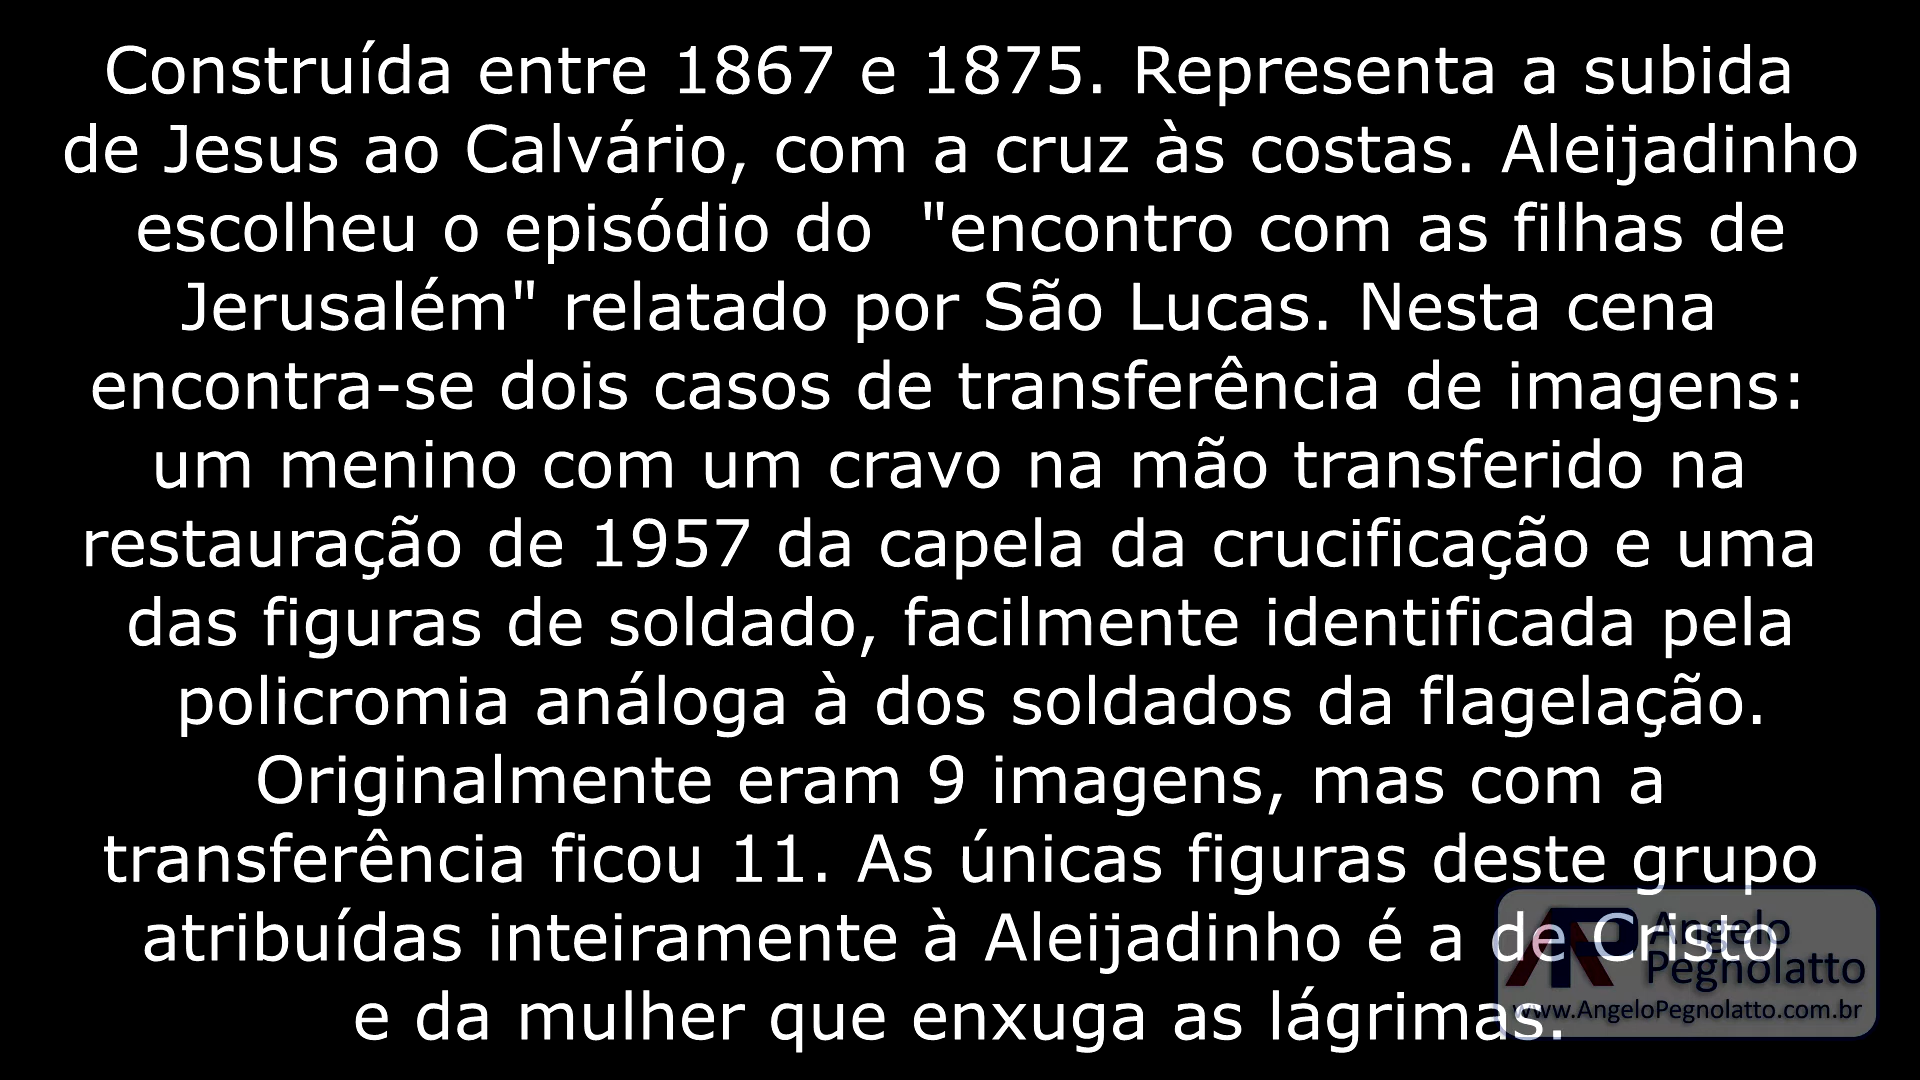 Construída entre 1867 e 1875. Representa a subida
de Jesus ao Calvário, com a cruz às costas. Aleijadinho
escolheu o episódio do  "encontro com as filhas de
Jerusalém" relatado por São Lucas. Nesta cena
encontra-se dois casos de transferência de imagens:
um menino com um cravo na mão transferido na
restauração de 1957 da capela da crucificação e uma
das figuras de soldado, facilmente identificada pela
policromia análoga à dos soldados da flagelação.
Originalmente eram 9 imagens, mas com a
transferência ficou 11. As únicas figuras deste grupo
atribuídas inteiramente à Aleijadinho é a de Cristo
e da mulher que enxuga as lágrimas.
Angelo
Pegnolatto
www.AngeloPegnolatto.com.br